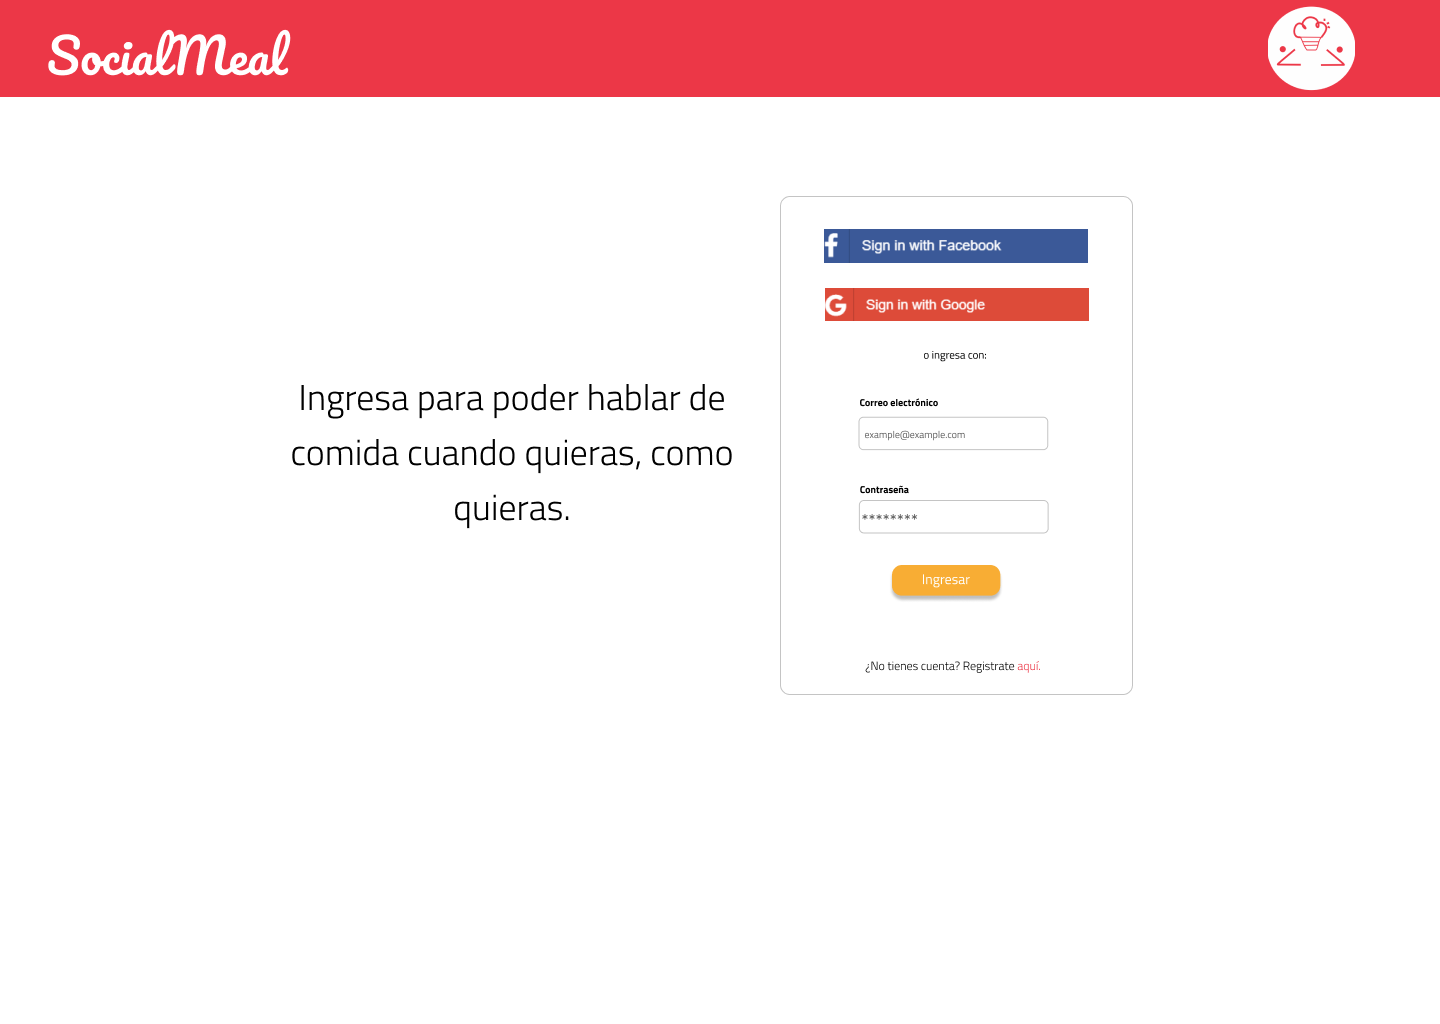 SocialMeal
Ingresa para poder hablar de
comida cuando quieras, como
quieras.
Sign in with Facebook
Sign in with Google
o ingresa con:
Correo electrónico
example@example.com
Contraseña
********
Ingresar
¿No tienes cuenta? Registrate aquí.